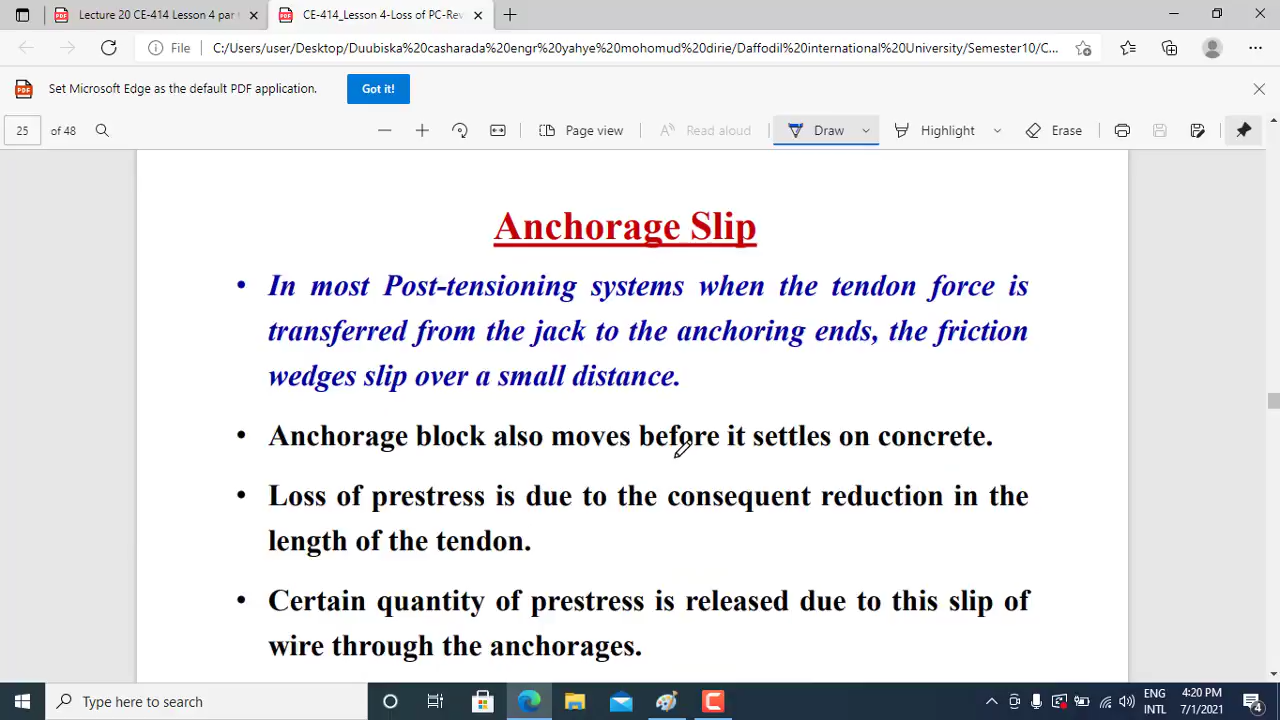 Lecture 20 CE-414 Lesson 4 par
CE-414_Lesson 4-Loss of PC-Rev
File
C:/Users/user/Desktop/Duubiska%20casharada%20engr%20yahye%20mohomud%20dirie/Daffodil%20international%20University/Semester10/C...
Set Microsoft Edge as the default PDF application.
Got it!
25 of 48
Page view
Read aloud
Draw
Highlight
Erase
Anchorage Slip
• In most Post-tensioning systems when the tendon force is
transferred from the jack to the anchoring ends, the friction
wedges slip over a small distance.
• Anchorage block also moves before it settles on concrete.
• Loss of prestress is due to the consequent reduction in the
length of the tendon.
• Certain quantity of prestress is released due to this slip of
wire through the anchorages.
Type here to search
ENG
INTL
4:20 PM
7/1/2021
4